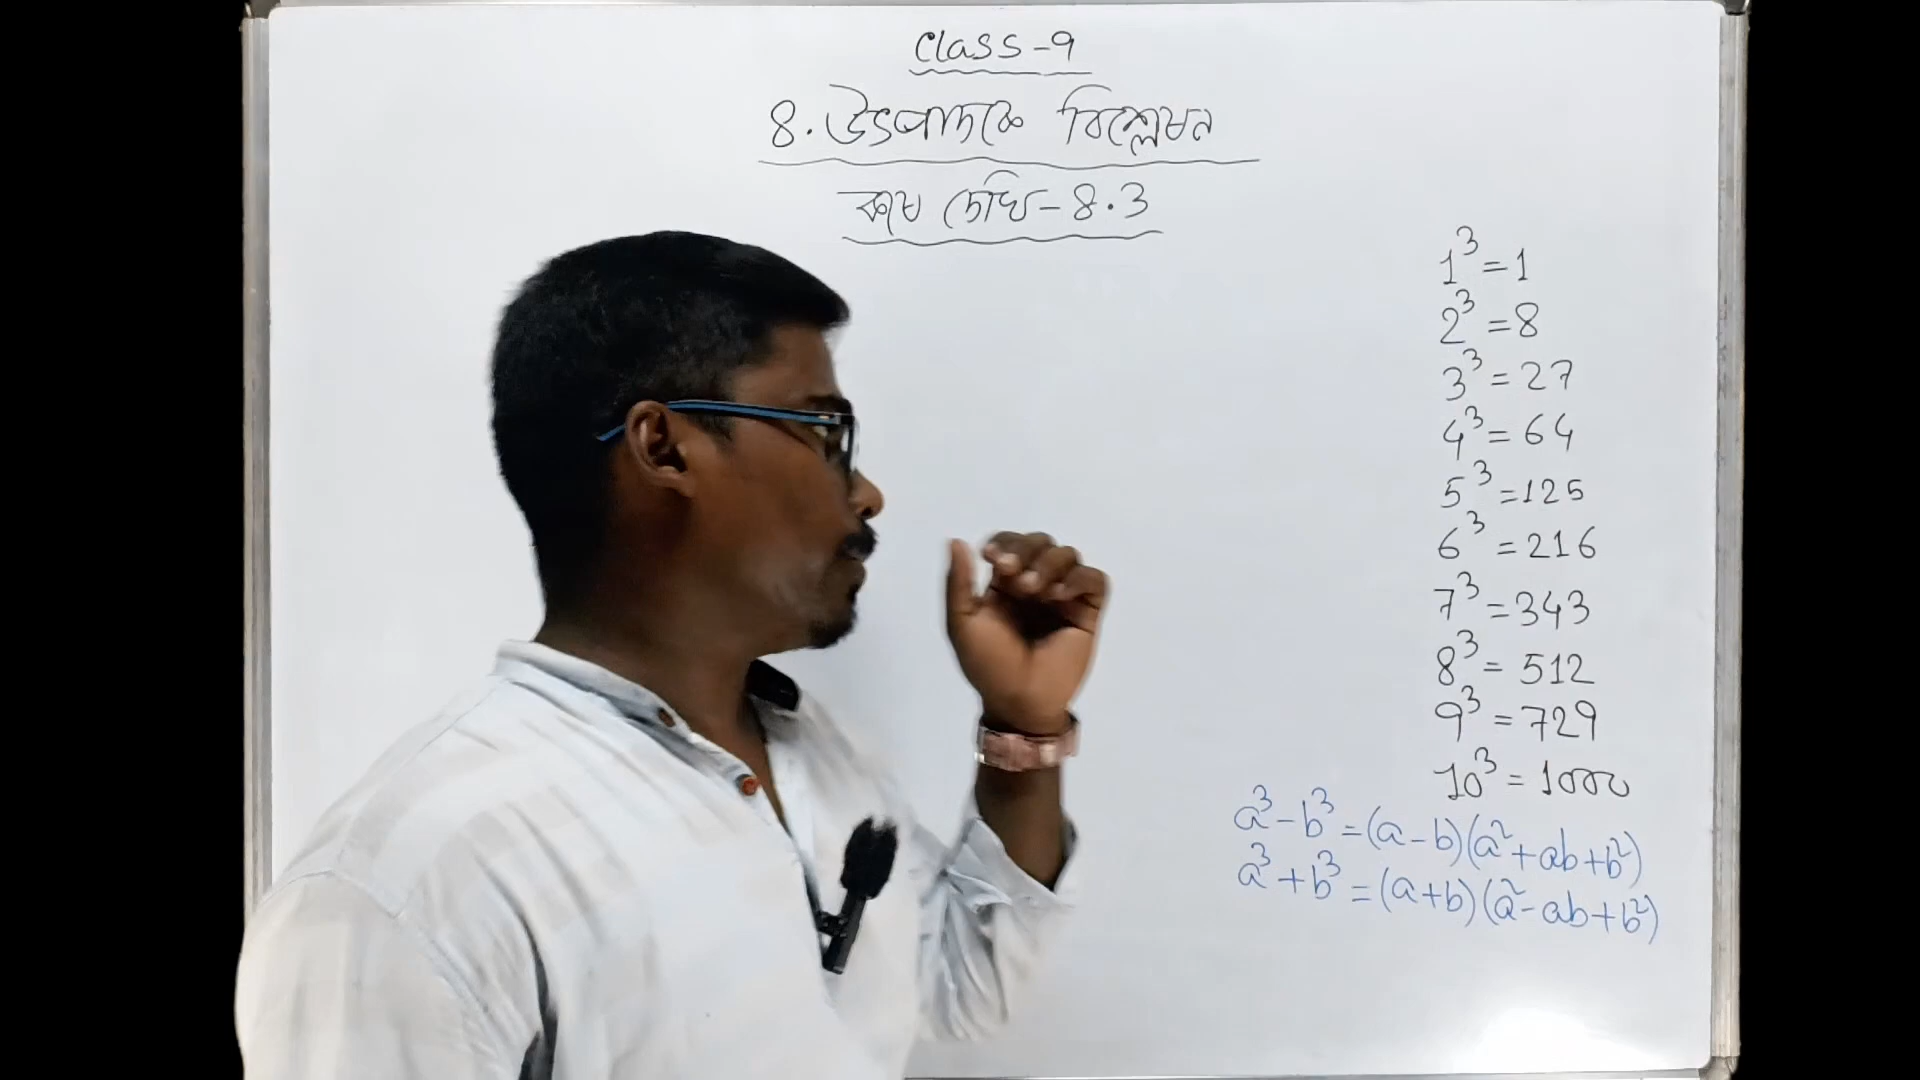 Class-9
8. উৎপাদকে বিশ্লেষন
কষে দেখি-8.3
1³=1
2³=8
3³=27
4³=64
5³=125
6³=216
7³=343
8³=512
9³=729
10³=1000
a³-b³=(a-b)(a²+ab+b²)
a³+b³=(a+b)(a²-ab+b²)